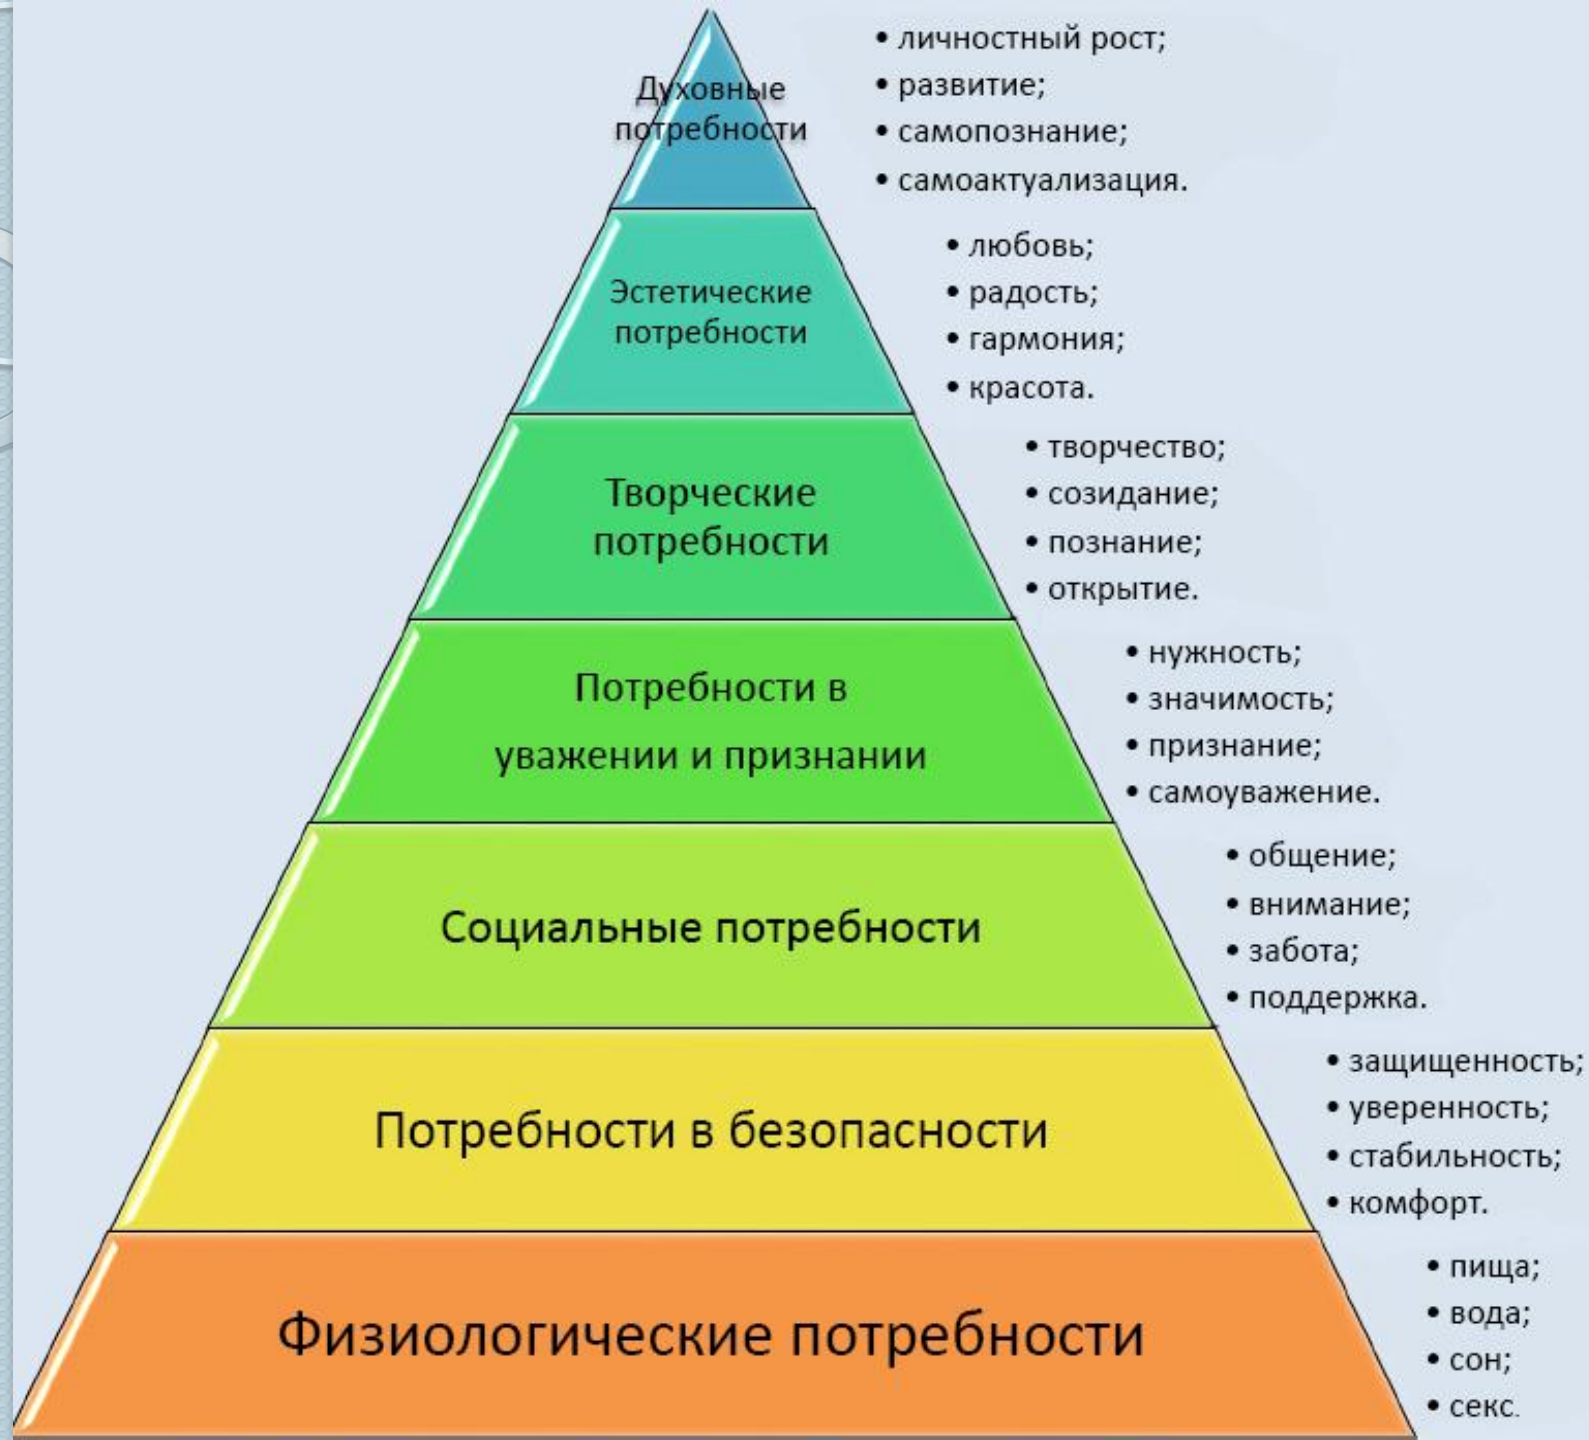 Духовные
потребности
• личностный рост;
• развитие;
• самопознание;
• самоактуализация.
Эстетические
потребности
• любовь;
• радость;
• гармония;
• красота.
Творческие
потребности
• творчество;
• созидание;
• познание;
• открытие.
Потребности в
уважении и признании
• нужность;
• значимость;
• признание;
• самоуважение.
Социальные потребности
• общение;
• внимание;
• забота;
• поддержка.
Потребности в безопасности
• защищенность;
• уверенность;
• стабильность;
• комфорт.
Физиологические потребности
• пища;
• вода;
• сон;
• секс.